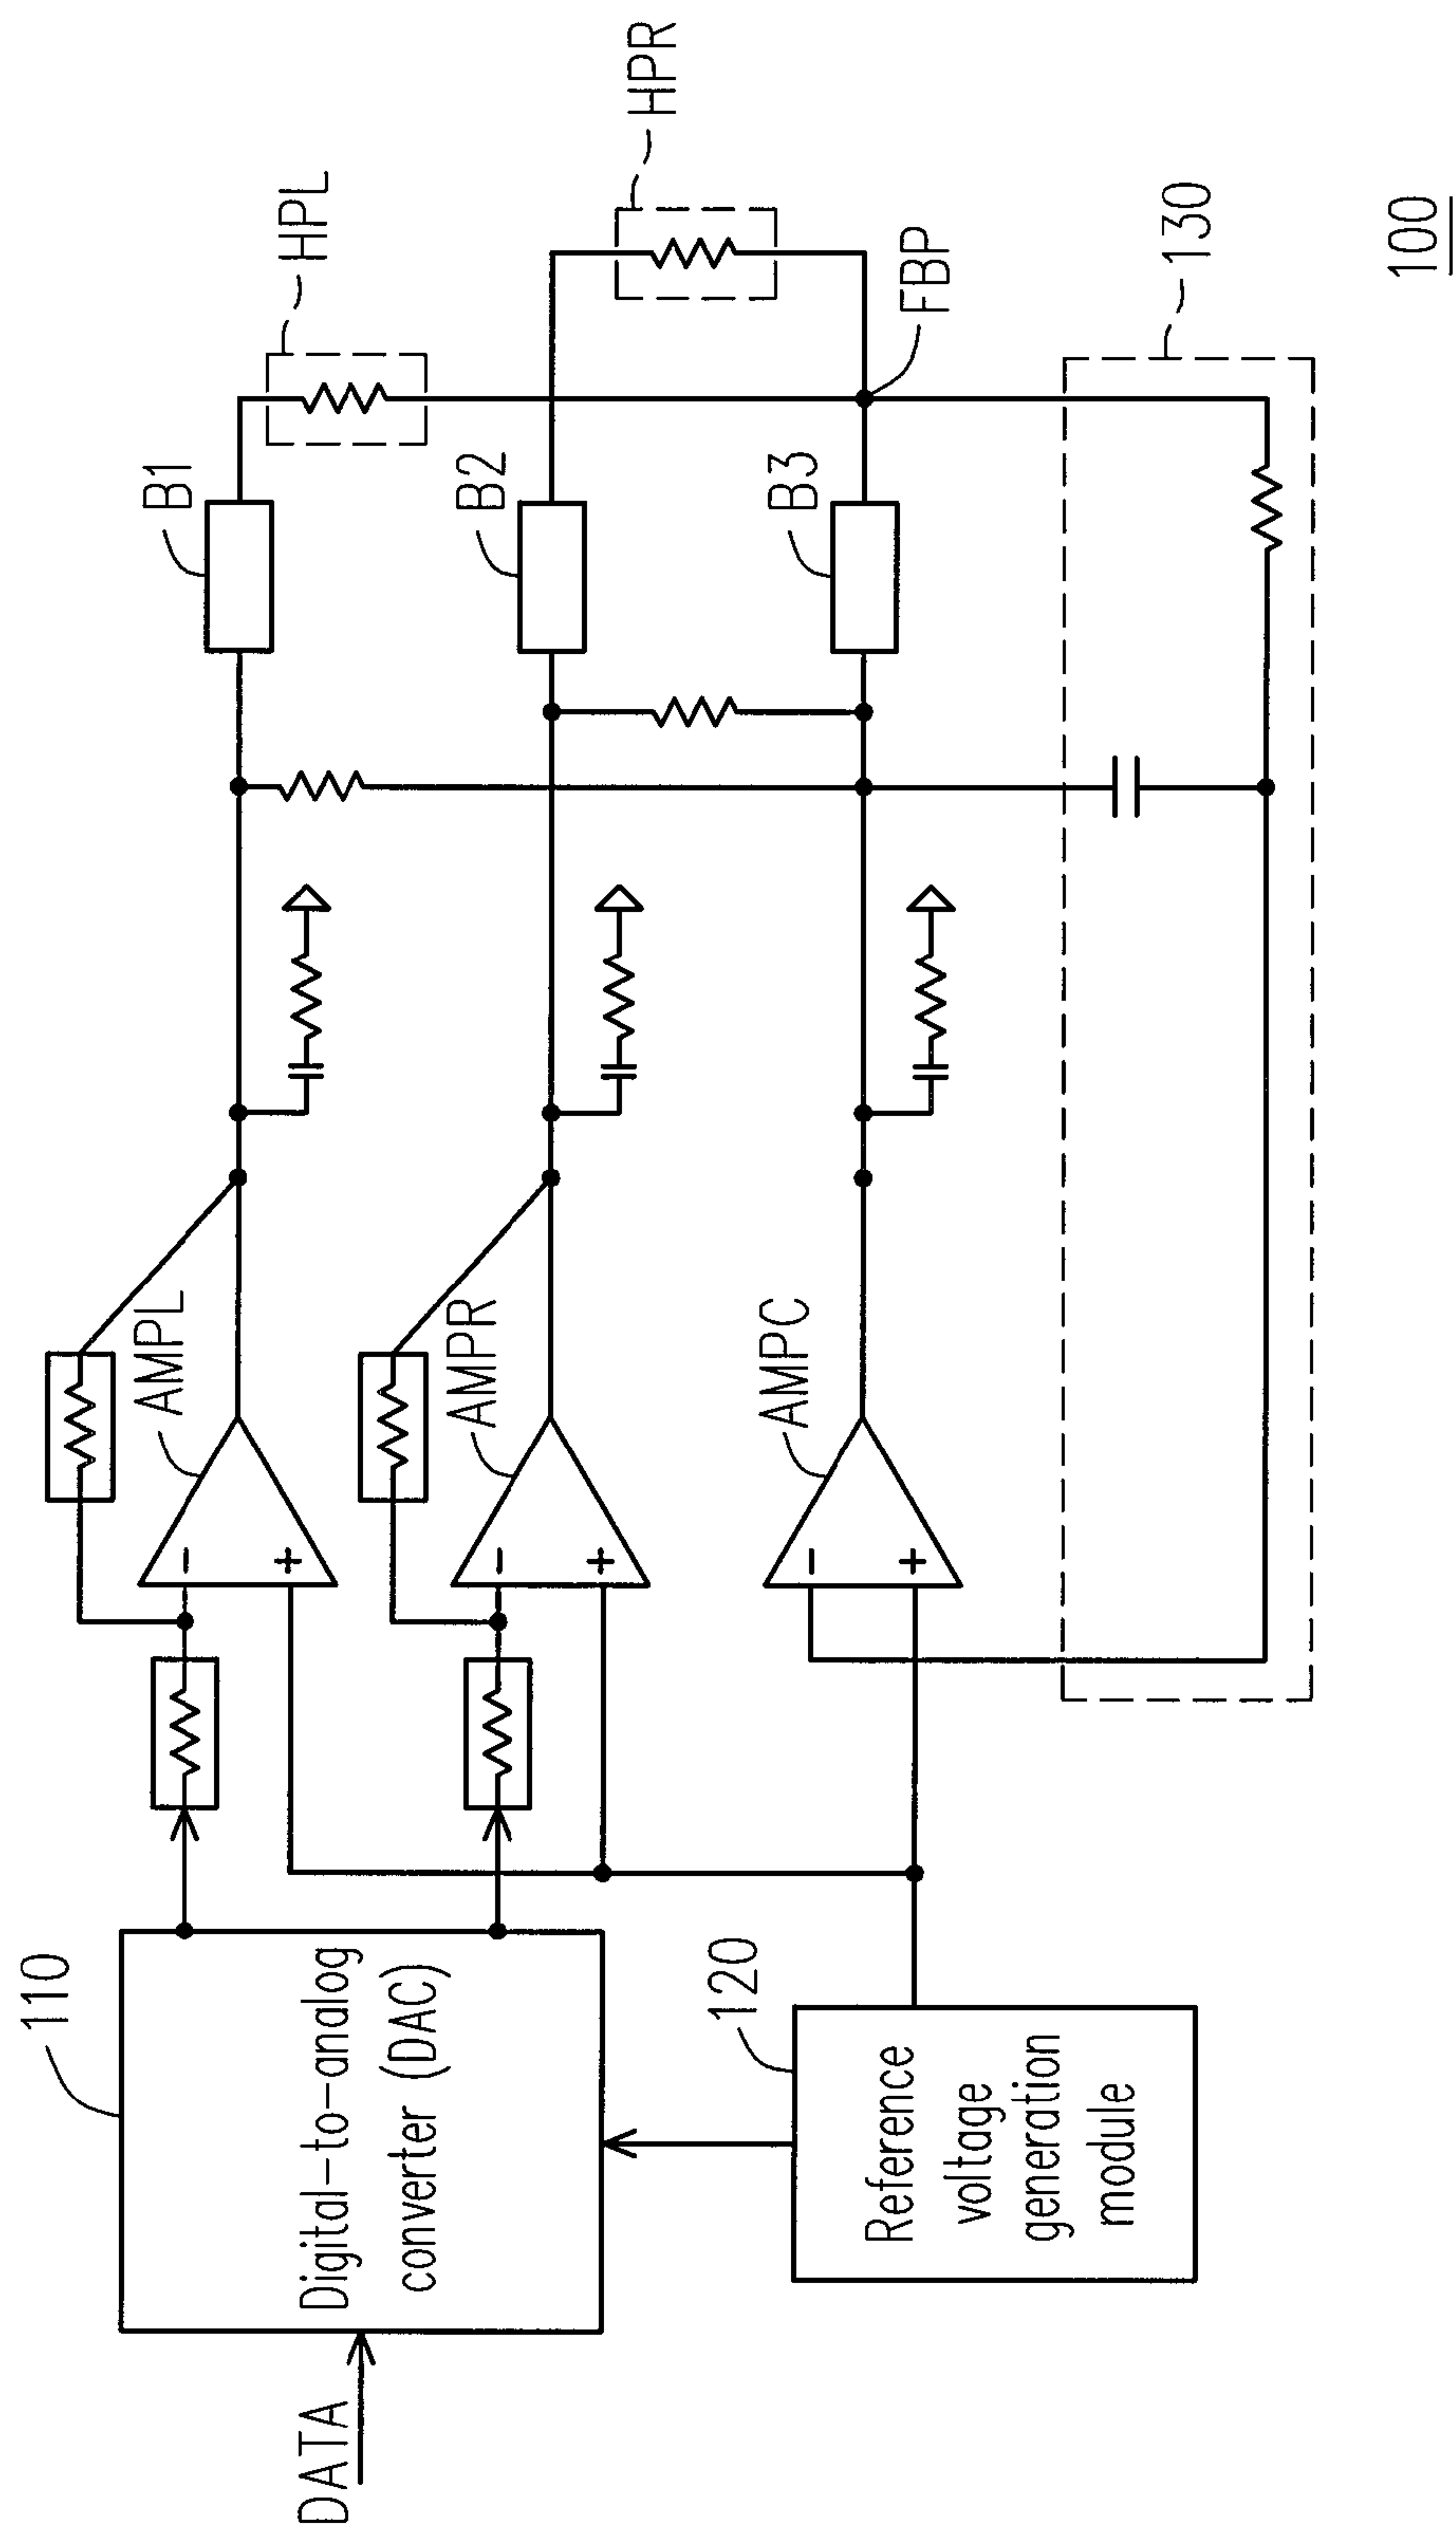 110
Digital-to-analog
converter (DAC)
DATA
120
Reference
voltage
generation
module
AMPL
-
+
AMPR
-
+
AMPC
-
+
B1
B2
B3
HPL
HPR
FBP
130
100